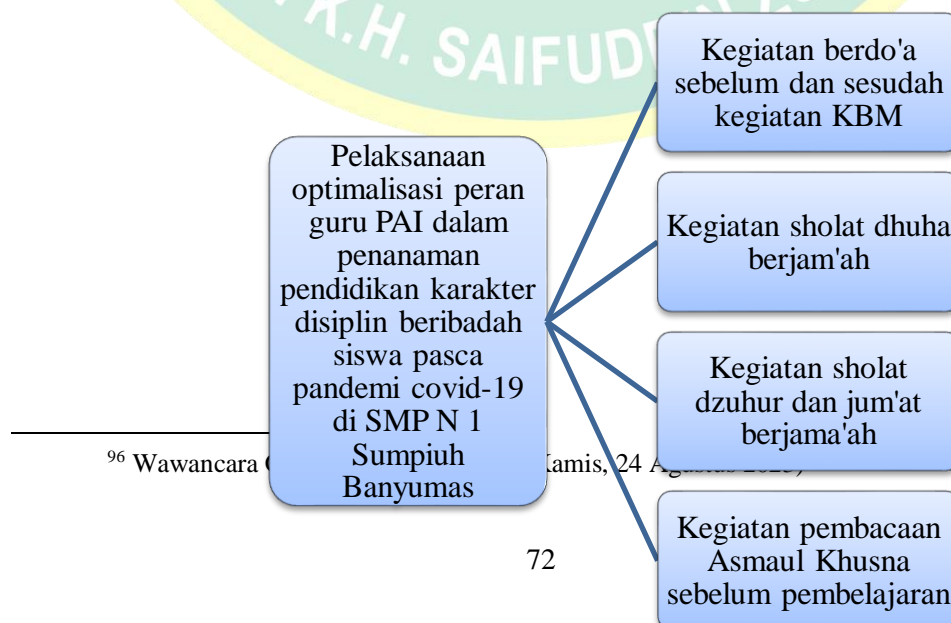 K.H. SAIFUD
Kegiatan berdo'a
sebelum dan sesudah
kegiatan KBM
Pelaksanaan
optimalisasi peran
guru PAI dalam
penanaman
pendidikan karakter
disiplin beribadah
siswa pasca
pandemi covid-19
di SMP N 1
Sumpiuh
Banyumas
Kegiatan sholat dhuha
berjam'ah
Kegiatan sholat
dzuhur dan jum'at
berjama'ah
Kegiatan pembacaan
Asmaul Khusna
sebelum pembelajaran
96 Wawancara 24
72